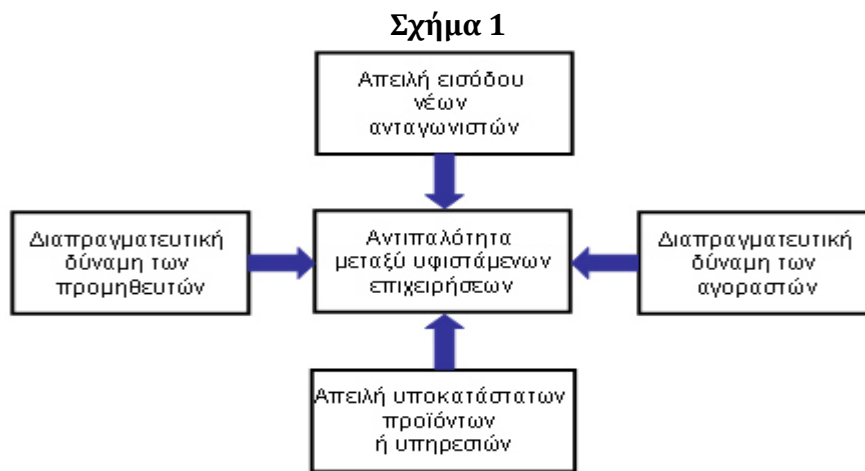 Σχήμα 1
Απειλή εισόδου
νέων
ανταγωνιστών
Διαπραγματευτική
δύναμη των
προμηθευτών
Αντιπαλότητα
μεταξύ υφιστάμενων
επιχειρήσεων
Διαπραγματευτική
δύναμη των
αγοραστών
Απειλή υποκατάστατων
προϊόντων
ή υπηρεσιών